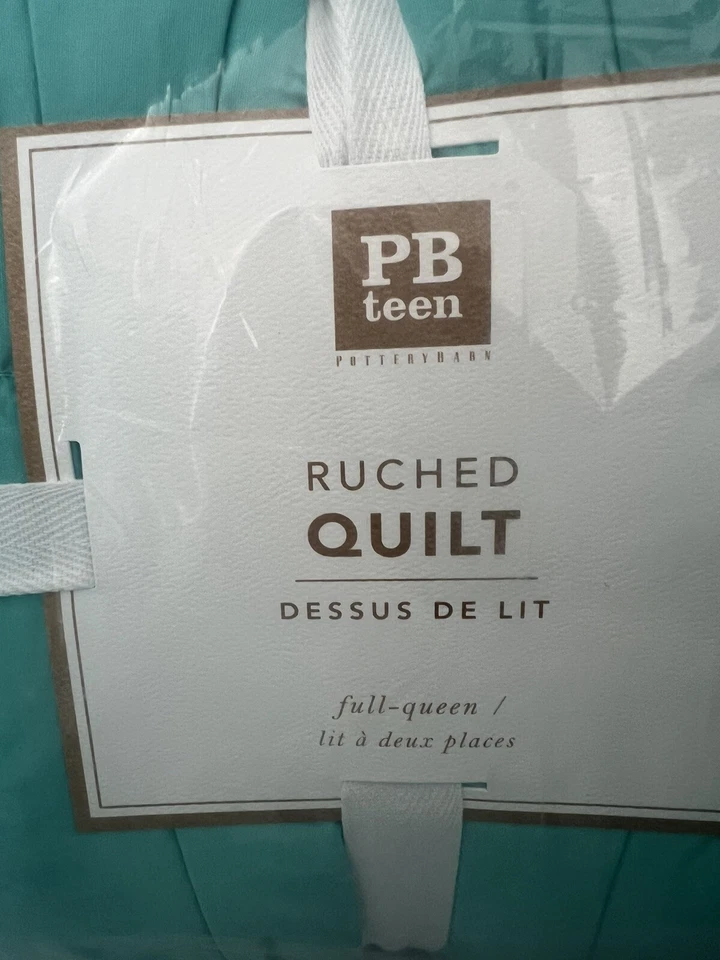 PB
teen
POTTERYBARN
RUCHED
QUILT
DESSUS DE LIT
full-queen /
lit à deux places